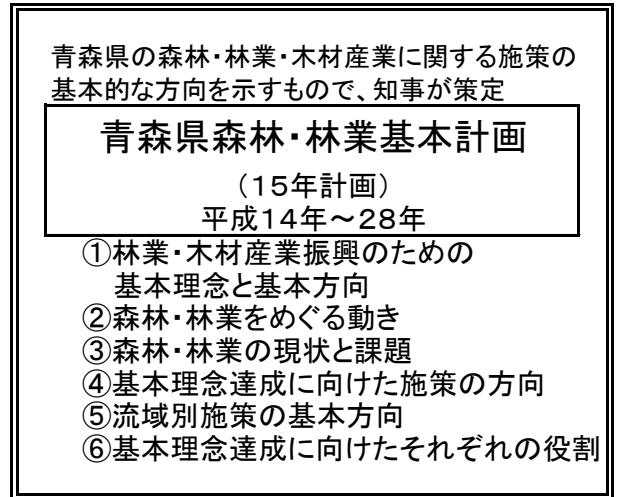 青森県の森林・林業・木材産業に関する施策の
基本的な方向を示すもので、知事が策定
青森県森林・林業基本計画
（15年計画）
平成14年～28年
①林業・木材産業振興のための
基本理念と基本方向
②森林・林業をめぐる動き
③森林・林業の現状と課題
④基本理念達成に向けた施策の方向
⑤流域別施策の基本方向
⑥基本理念達成に向けたそれぞれの役割